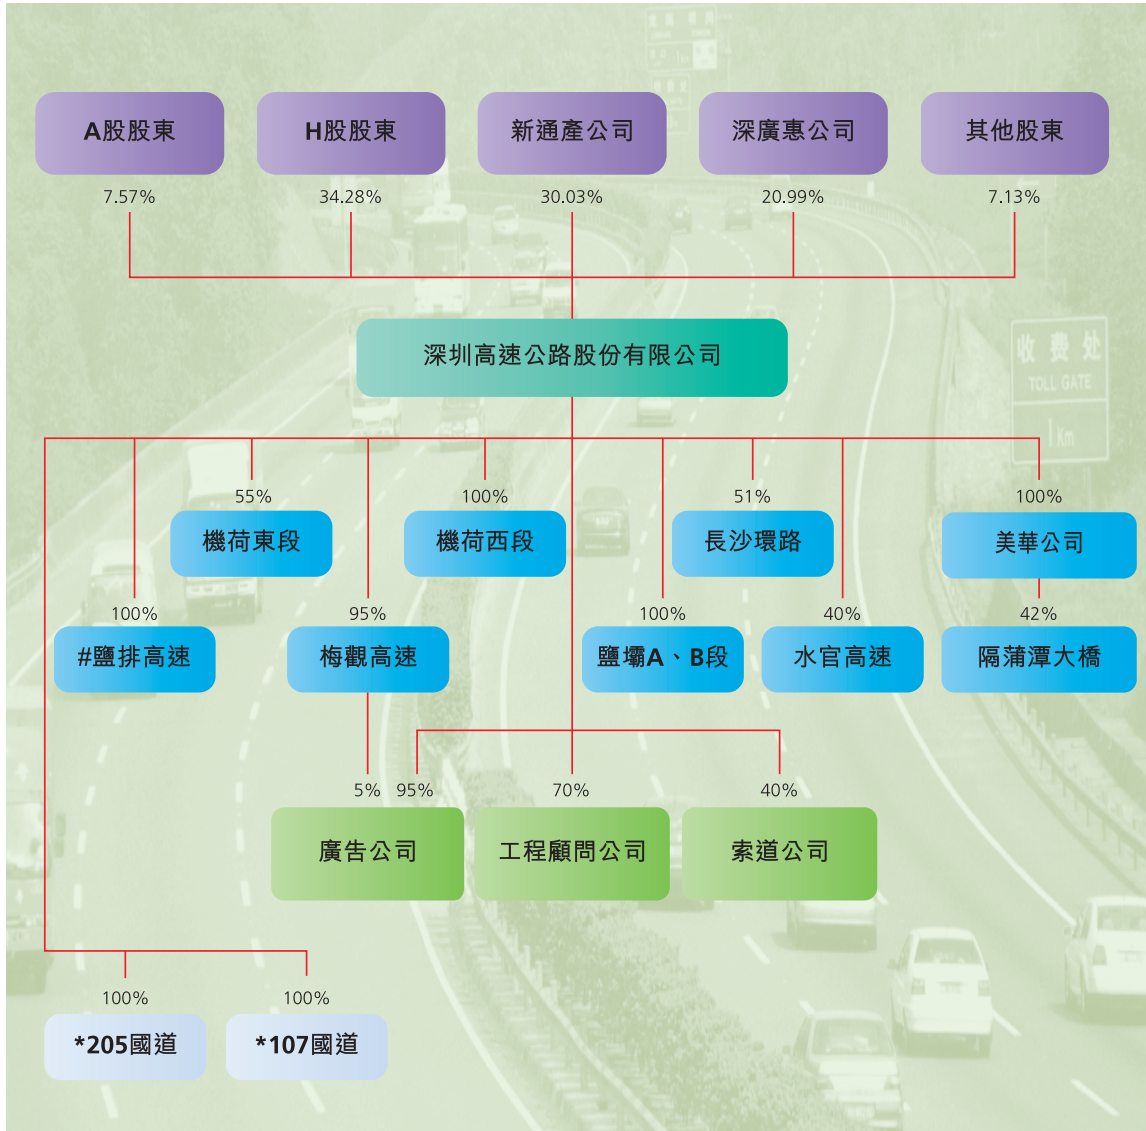 A股股東
H股股東
新通產公司
深廣惠公司
其他股東
7.57%
34.28%
30.03%
20.99%
7.13%
深圳高速公路股份有限公司
收费处
TOLL GATE
1Km
55%
100%
51%
100%
機荷東段
機荷西段
長沙環路
美華公司
100%
95%
100%
40%
42%
#鹽排高速
梅觀高速
鹽壩A、B段
水官高速
隔蒲潭大橋
5%
95%
70%
40%
廣告公司
工程顧問公司
索道公司
100%
100%
*205國道
*107國道